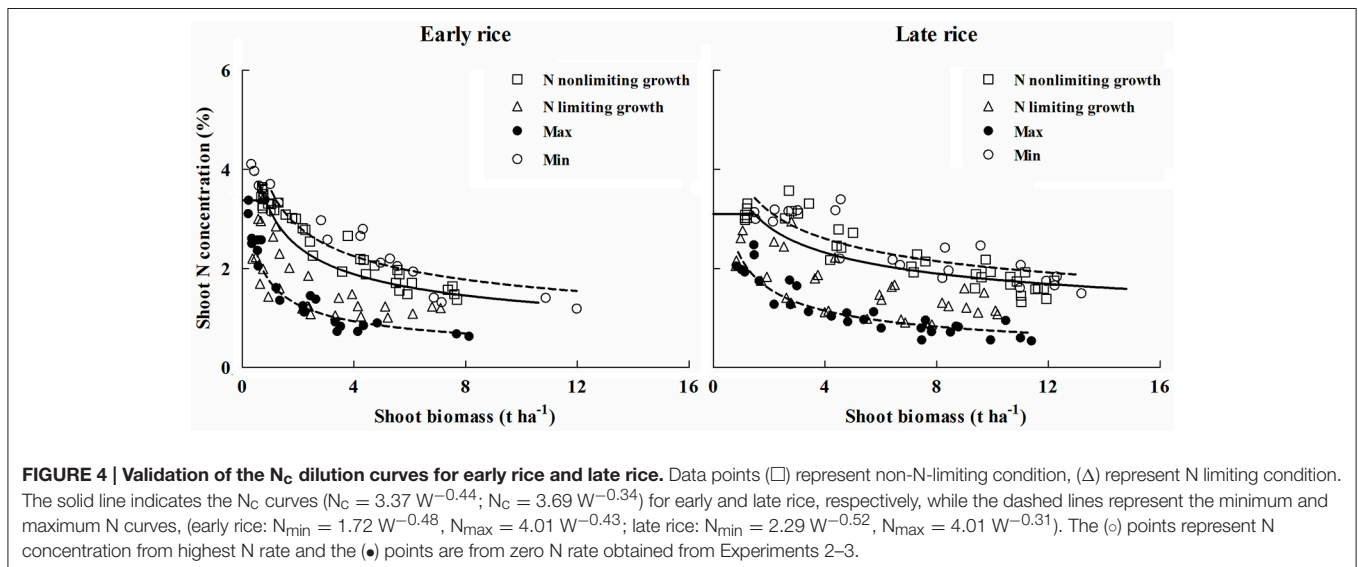 Early rice
Late rice
6
4
2
0
Shoot N concentration (%)
□ N nonlimiting growth
△ N limiting growth
● Max
○ Min
□ N nonlimiting growth
△ N limiting growth
● Max
○ Min
0 4 8 12 16
0 4 8 12 16
Shoot biomass (t ha⁻¹)
Shoot biomass (t ha⁻¹)
FIGURE 4 | Validation of the Nc dilution curves for early rice and late rice. Data points (□) represent non-N-limiting condition, (Δ) represent N limiting condition.
The solid line indicates the Nc curves (Nc = 3.37 W⁻⁰·⁴⁴; Nc = 3.69 W⁻⁰·³⁴) for early and late rice, respectively, while the dashed lines represent the minimum and
maximum N curves, (early rice: Nmin = 1.72 W⁻⁰·⁴⁸, Nmax = 4.01 W⁻⁰·⁴³; late rice: Nmin = 2.29 W⁻⁰·⁵², Nmax = 4.01 W⁻⁰·³¹). The (○) points represent N
concentration from highest N rate and the (●) points are from zero N rate obtained from Experiments 2–3.